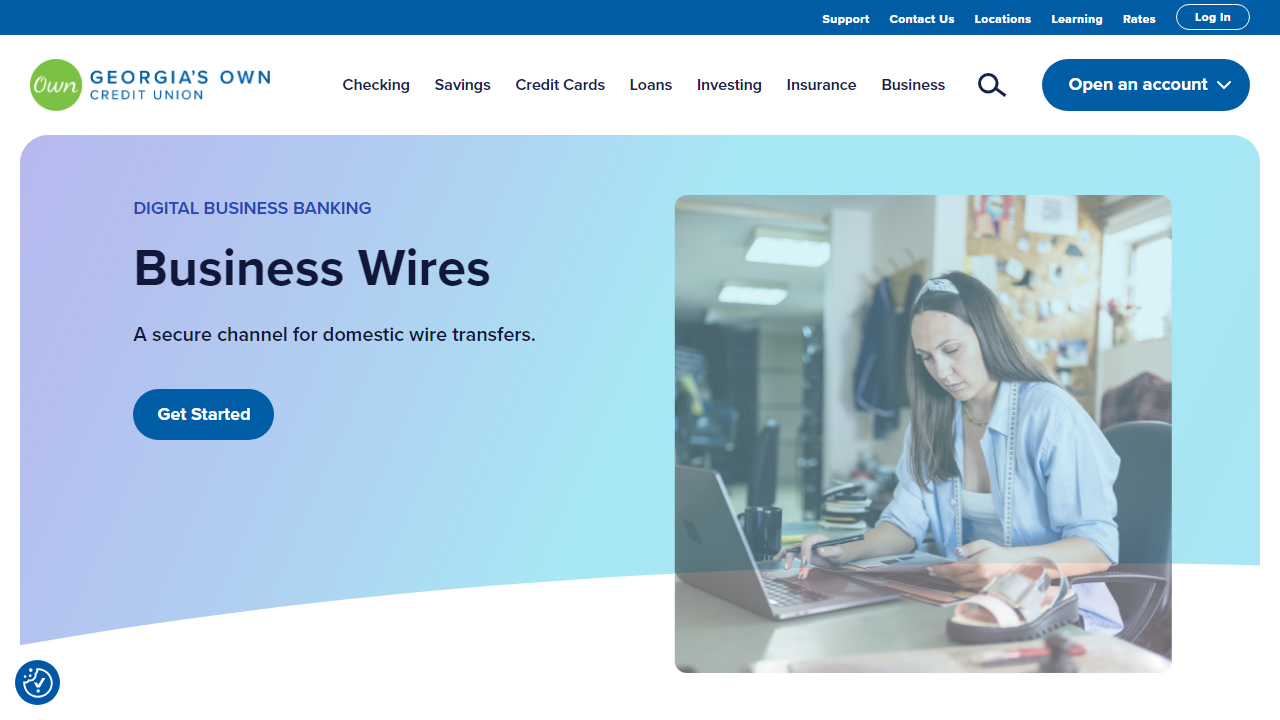 Support Contact Us Locations Learning Rates Log In
Own GEORGIA'S OWN
CREDIT UNION
Checking Savings Credit Cards Loans Investing Insurance Business Open an account
DIGITAL BUSINESS BANKING
Business Wires
A secure channel for domestic wire transfers.
Get Started